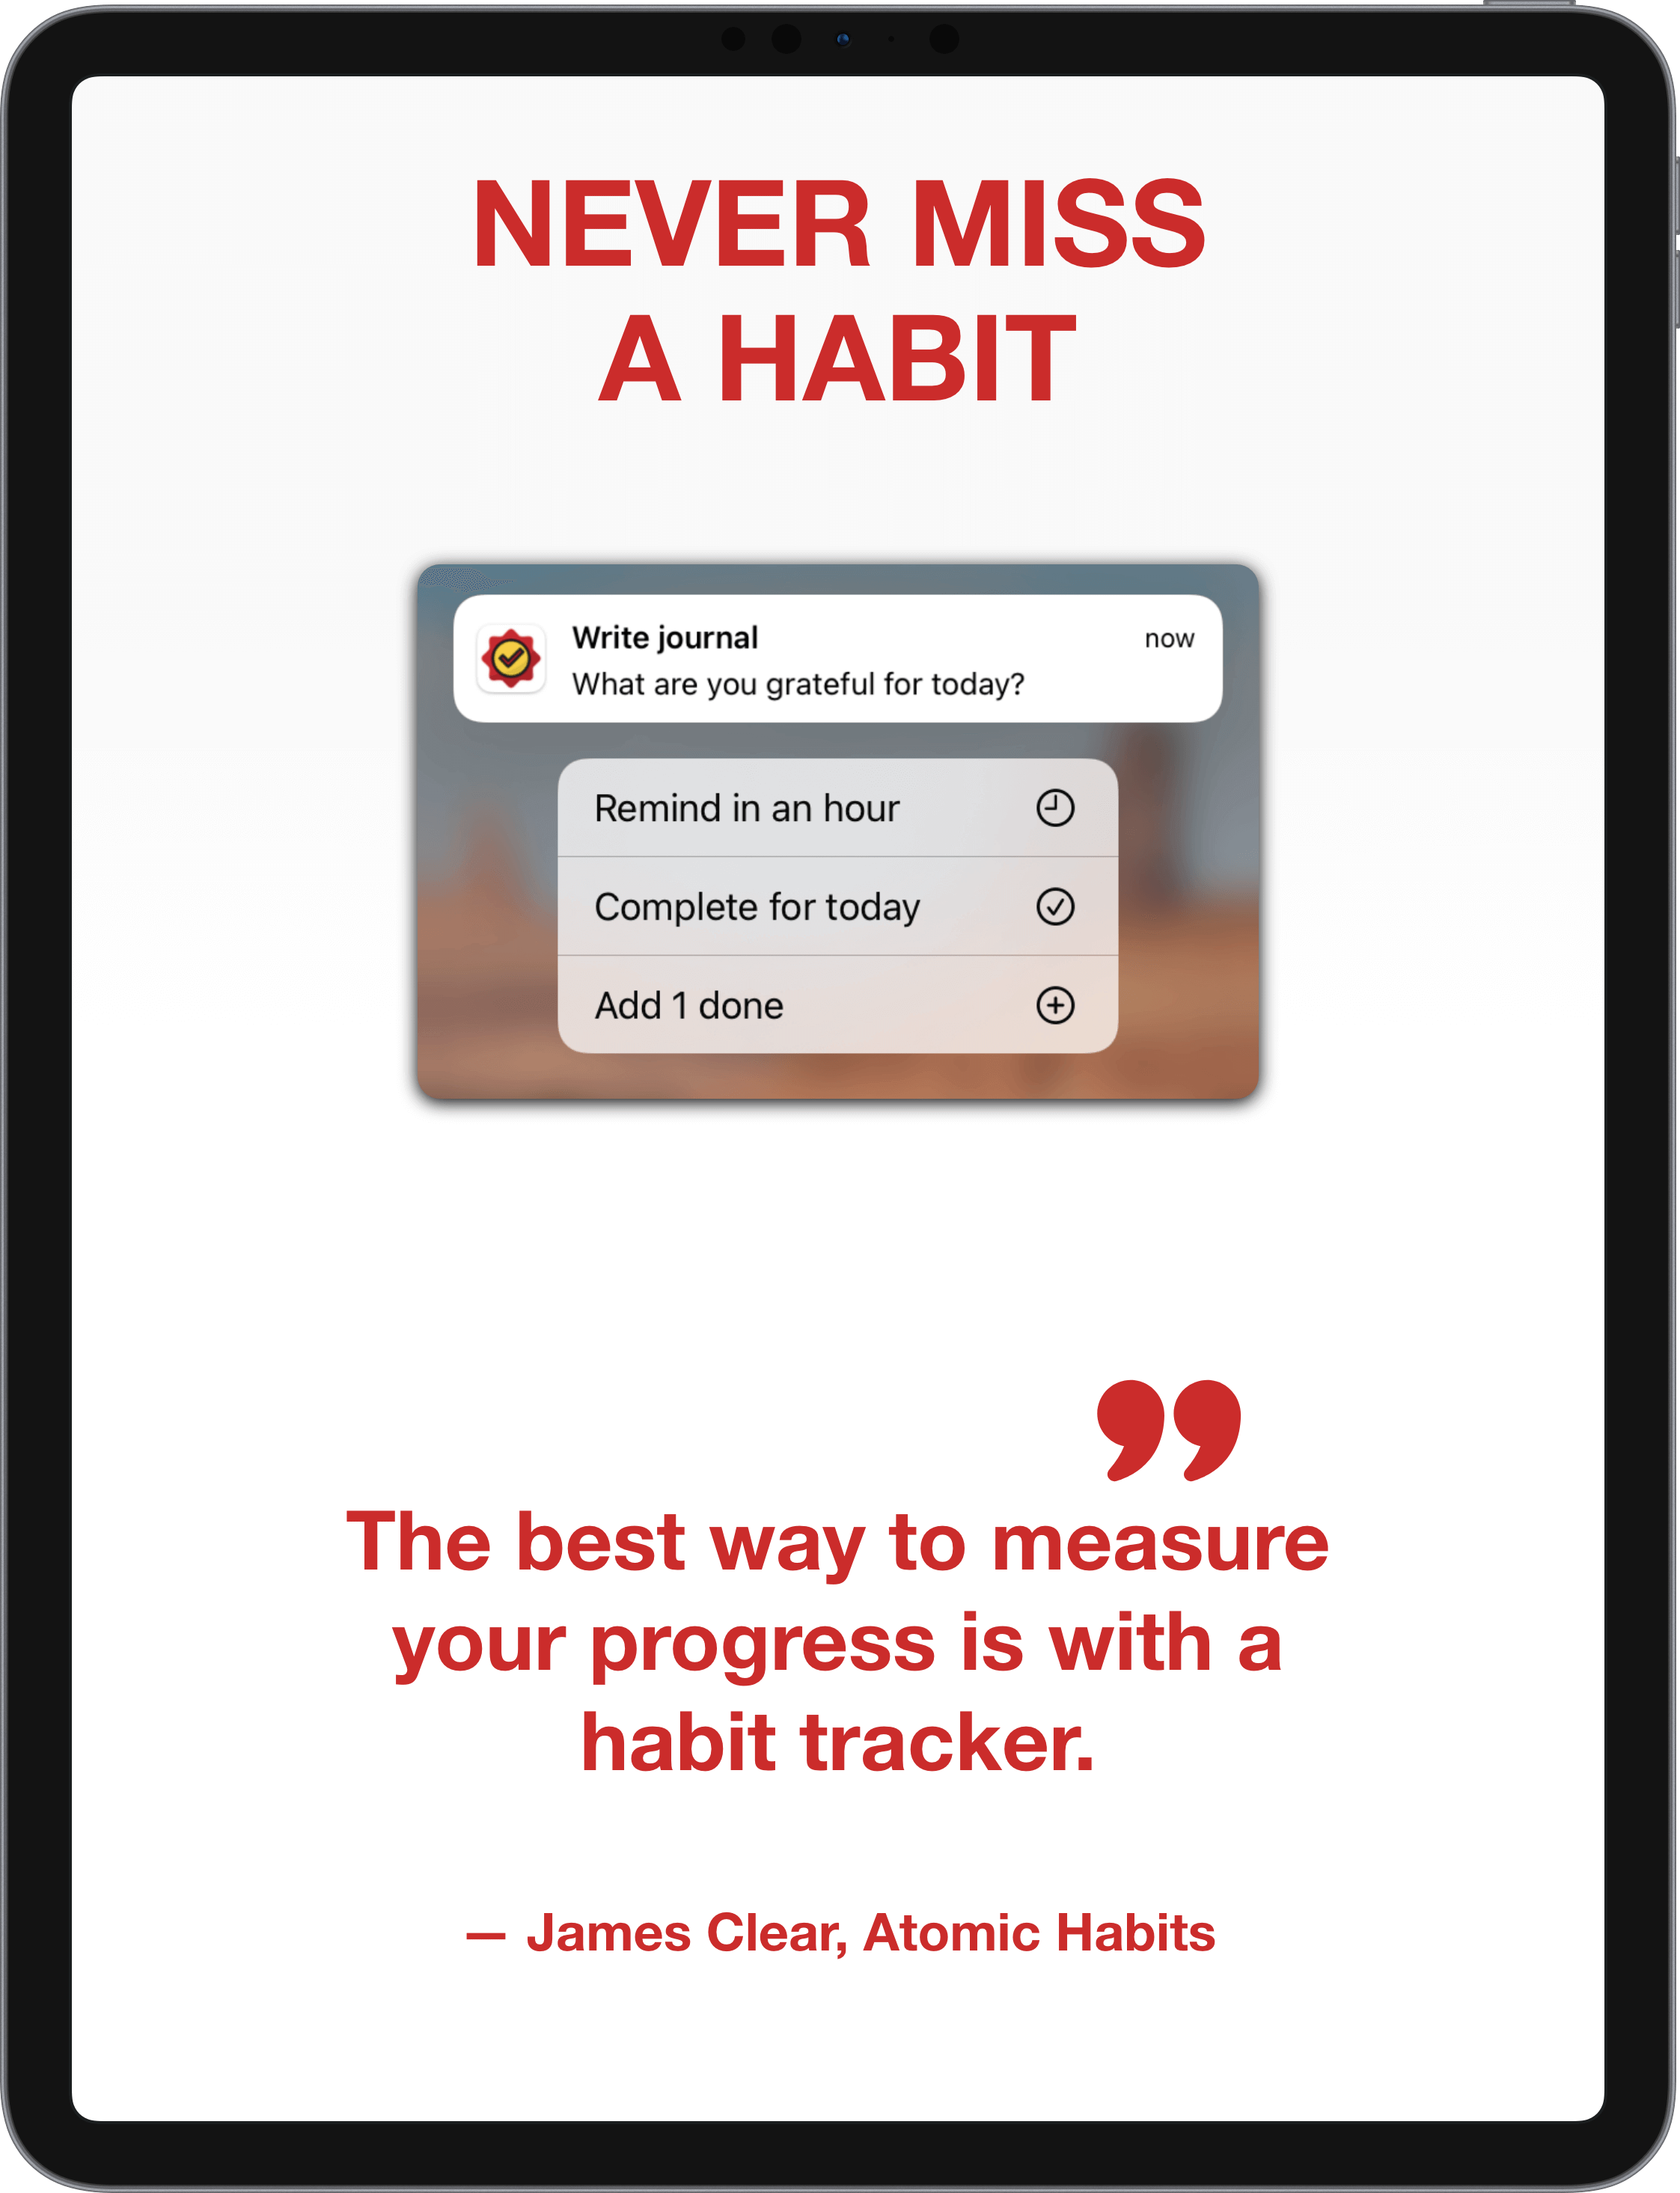 NEVER MISS
A HABIT
Write journal
now
What are you grateful for today?
Remind in an hour
Complete for today
Add 1 done
”
The best way to measure
your progress is with a
habit tracker.
— James Clear, Atomic Habits